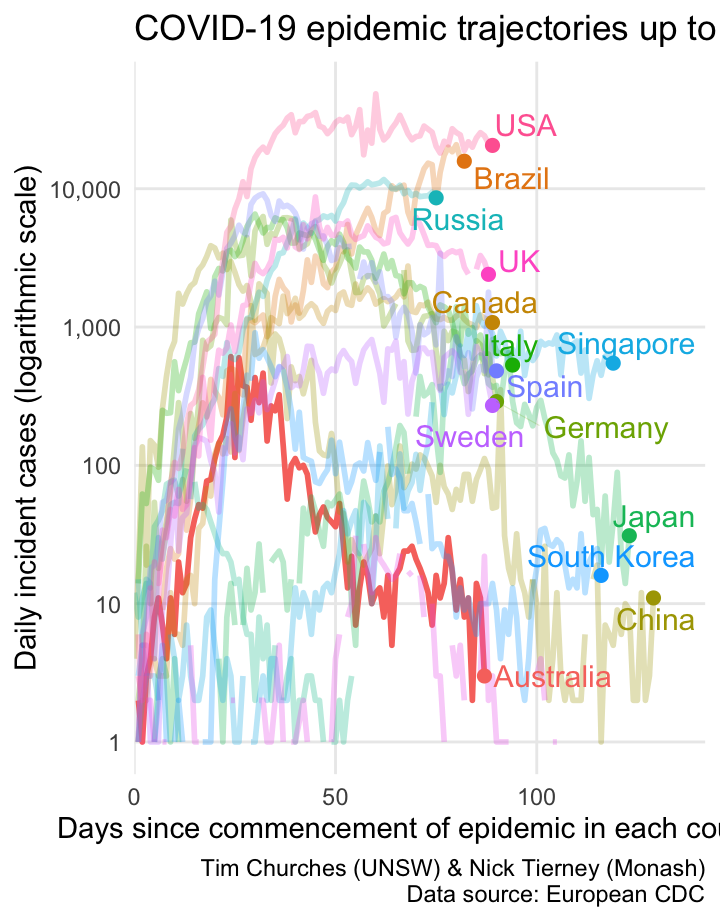 COVID-19 epidemic trajectories up to
Daily incident cases (logarithmic scale)
10,000
1,000
100
10
1
USA
Brazil
Russia
UK
Canada
Italy
Singapore
Spain
Germany
Sweden
Japan
South Korea
China
Australia
0
50
100
Days since commencement of epidemic in each cou
Tim Churches (UNSW) & Nick Tierney (Monash)
Data source: European CDC